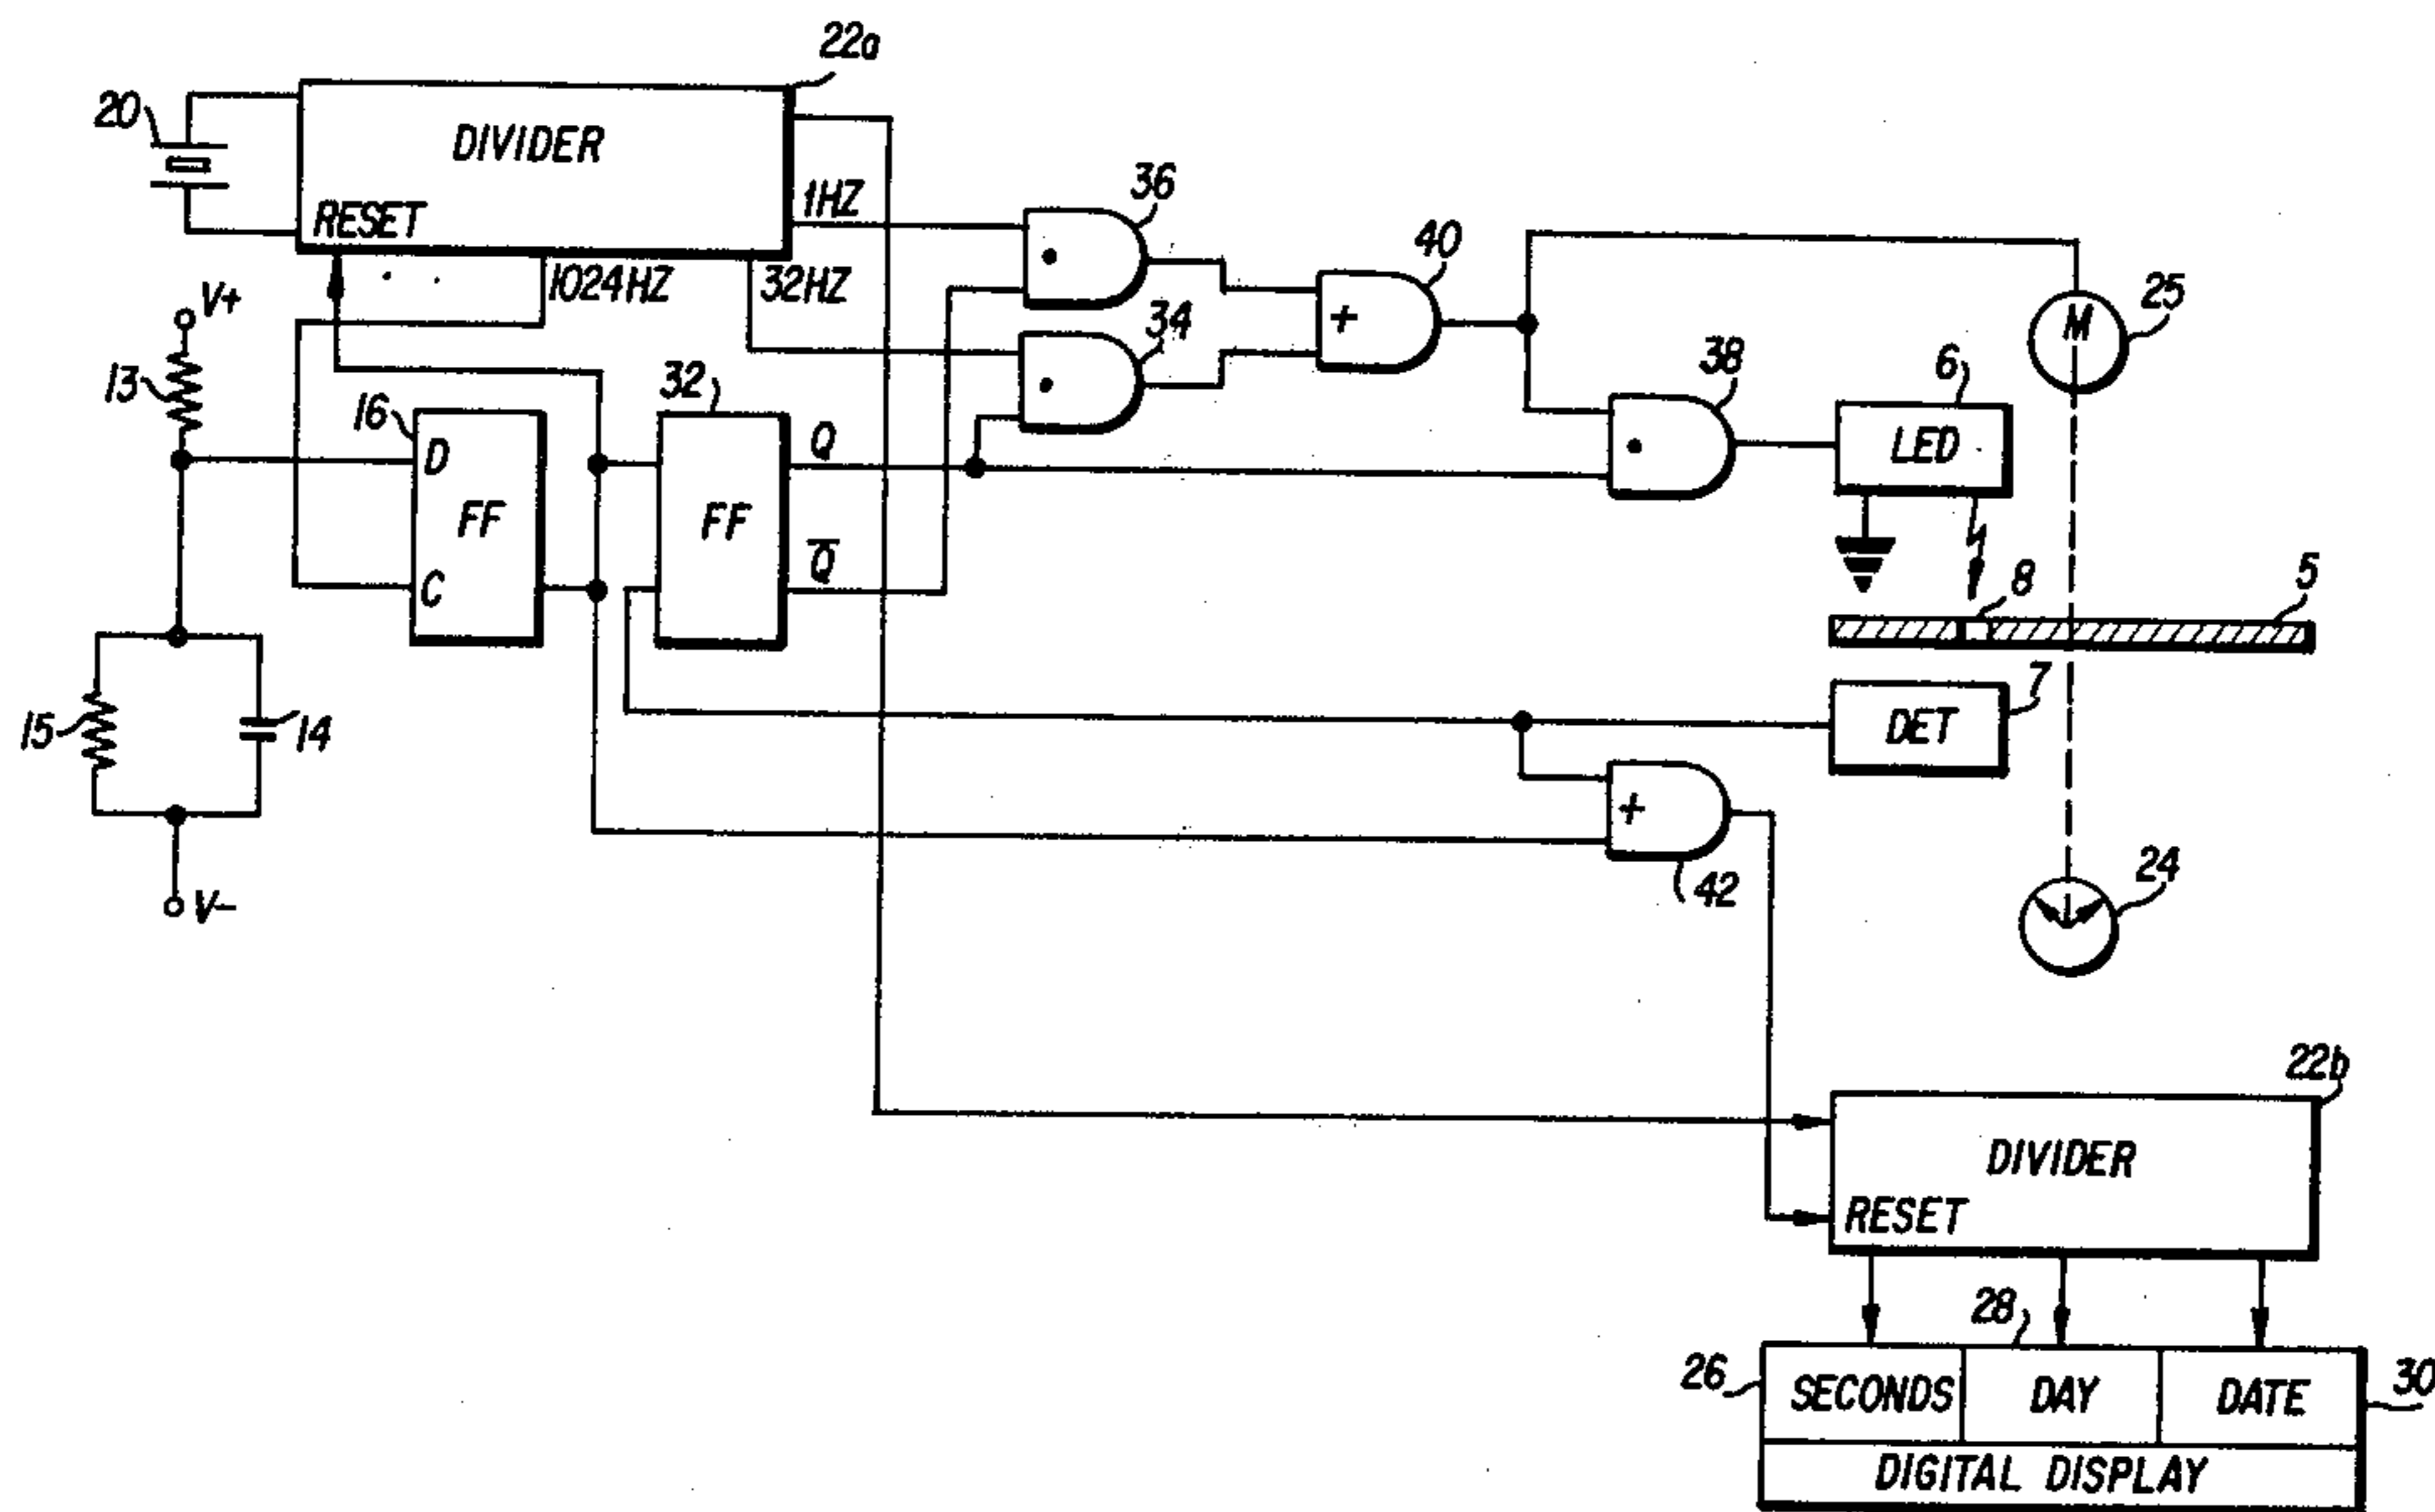 22a
20
DIVIDER
RESET
1HZ
1024HZ
32HZ
36
34
40
38
V+
13
16
D
FF
C
32
FF
Q
Q̅
M
25
6
LED
8
5
15
14
V-
DET
7
+
42
24
+
22b
DIVIDER
RESET
28
26
SECONDS
DAY
DATE
30
DIGITAL DISPLAY